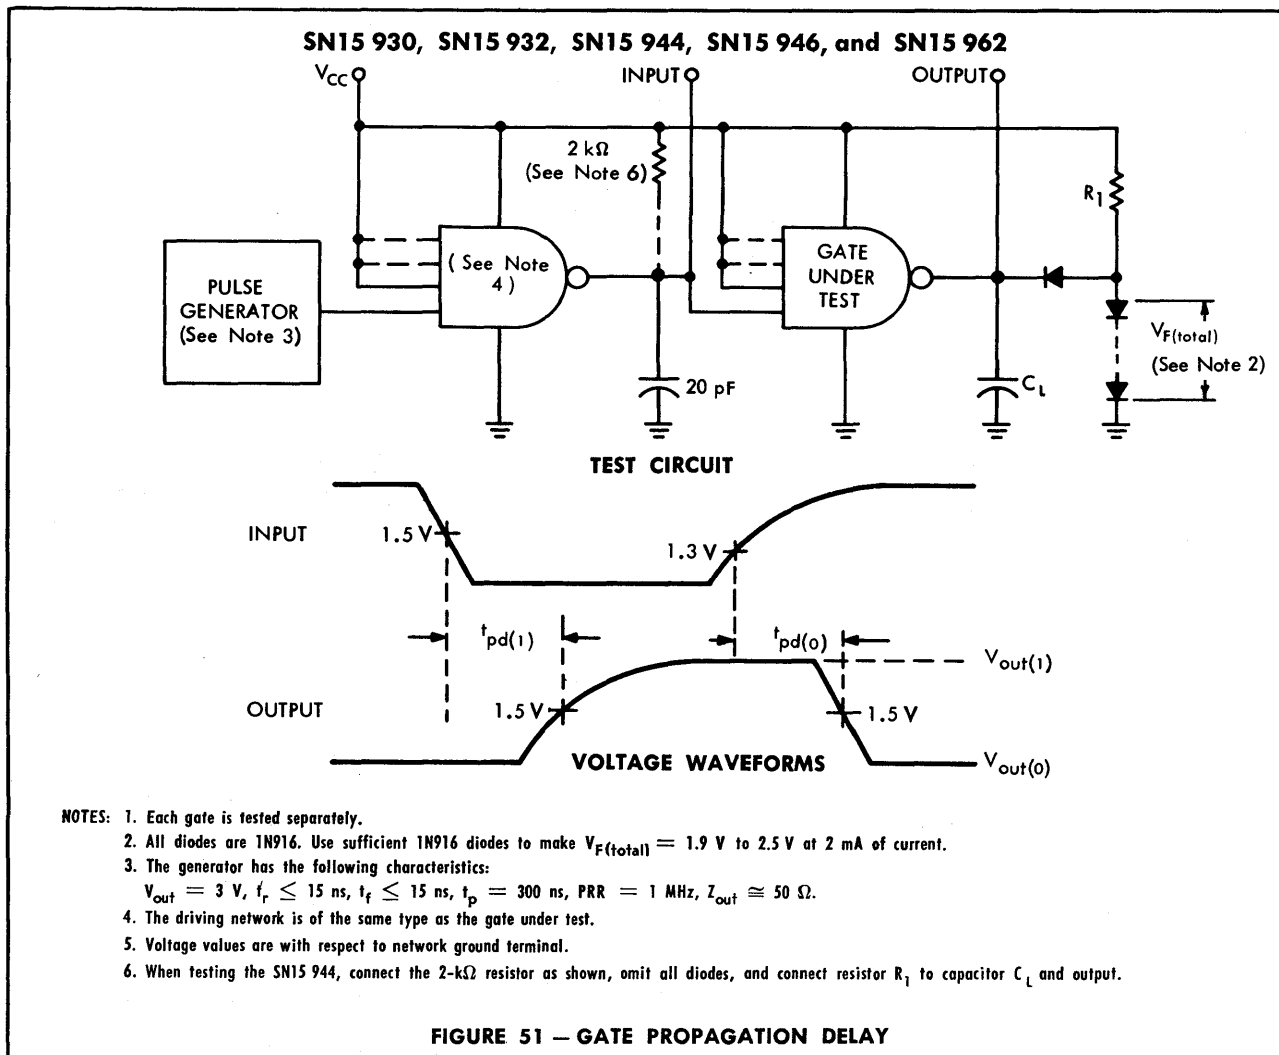 SN15 930, SN15 932, SN15 944, SN15 946, and SN15 962
VCC
INPUT
OUTPUT
2 kΩ
(See Note 6)
R1
PULSE
GENERATOR
(See Note 3)
( See Note
4 )
GATE
UNDER
TEST
VF(total)
(See Note 2)
20 pF
CL
TEST CIRCUIT
INPUT
1.5 V
1.3 V
tpd(1)
tpd(0)
Vout(1)
OUTPUT
1.5 V
1.5 V
VOLTAGE WAVEFORMS
Vout(0)
NOTES: 1. Each gate is tested separately.
2. All diodes are 1N916. Use sufficient 1N916 diodes to make VF(total) = 1.9 V to 2.5 V at 2 mA of current.
3. The generator has the following characteristics:
Vout = 3 V, tr ≤ 15 ns, tf ≤ 15 ns, tp = 300 ns, PRR = 1 MHz, Zout ≅ 50 Ω.
4. The driving network is of the same type as the gate under test.
5. Voltage values are with respect to network ground terminal.
6. When testing the SN15 944, connect the 2-kΩ resistor as shown, omit all diodes, and connect resistor R1 to capacitor CL and output.
FIGURE 51 — GATE PROPAGATION DELAY